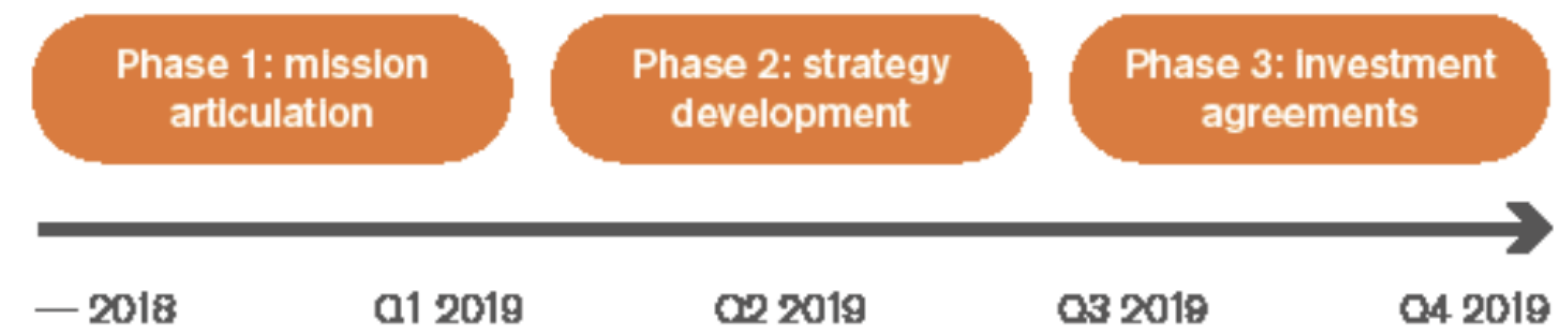 Phase 1: mission
articulation
Phase 2: strategy
development
Phase 3: investment
agreements
— 2018
Q1 2019
Q2 2019
Q3 2019
Q4 2019